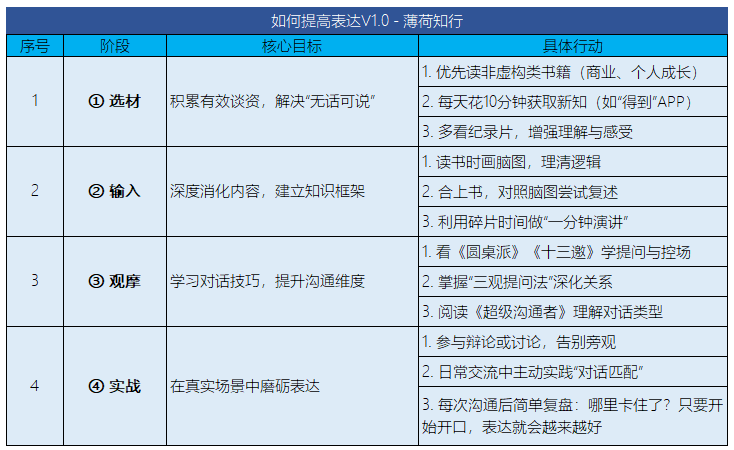 如何提高表达V1.0 - 薄荷知行
序号 阶段 核心目标 具体行动
1 ① 选材 积累有效谈资，解决“无话可说”
1. 优先读非虚构类书籍（商业、个人成长）
2. 每天花10分钟获取新知（如“得到”APP）
3. 多看纪录片，增强理解与感受
2 ② 输入 深度消化内容，建立知识框架
1. 读书时画脑图，理清逻辑
2. 合上书，对照脑图尝试复述
3. 利用碎片时间做“一分钟演讲”
3 ③ 观摩 学习对话技巧，提升沟通维度
1. 看《圆桌派》《十三邀》学提问与控场
2. 掌握“三观提问法”深化关系
3. 阅读《超级沟通者》理解对话类型
4 ④ 实战 在真实场景中磨砺表达
1. 参与辩论或讨论，告别旁观
2. 日常交流中主动实践“对话匹配”
3. 每次沟通后简单复盘：哪里卡住了？只要开
始开口，表达就会越来越好